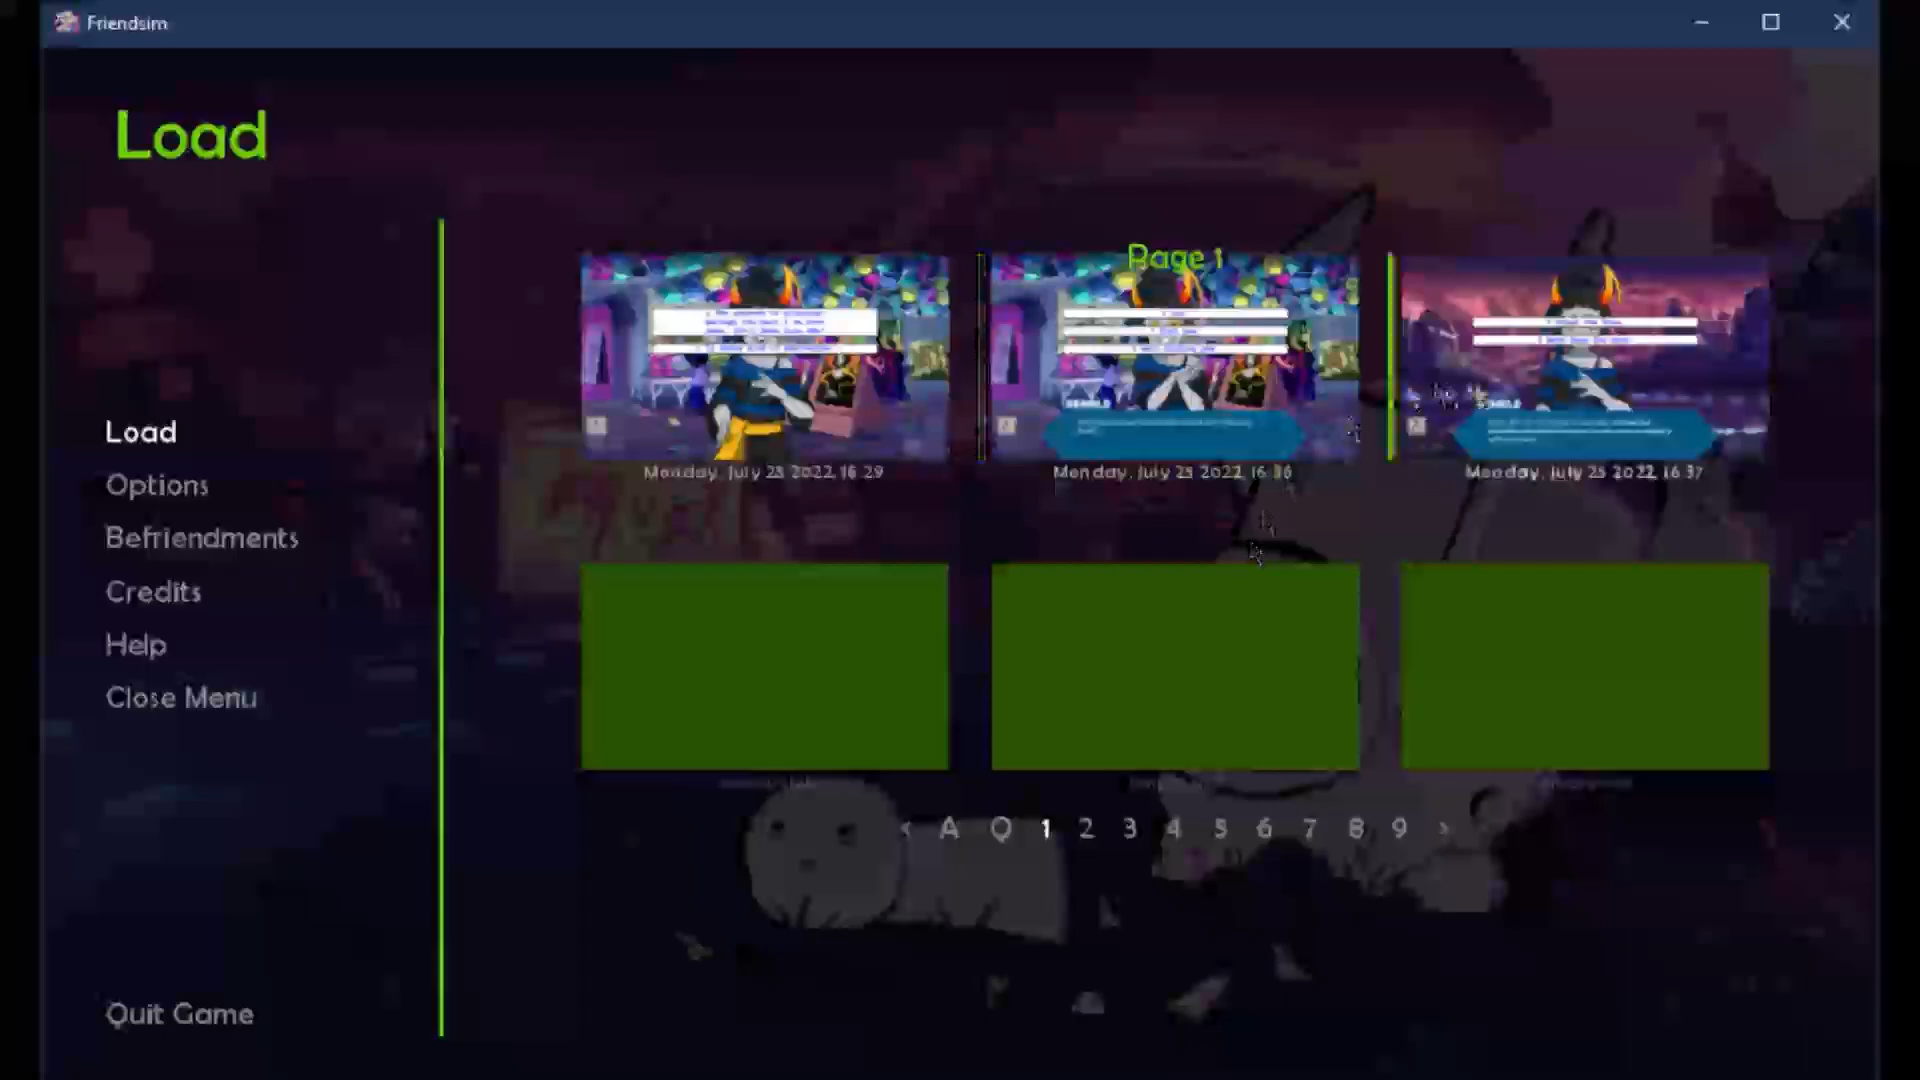 Friendsim
Load
Page 1
Monday, July 25 2022, 16:29
Monday, July 25 2022, 16:36
Monday, July 25 2022, 16:37
Load
Options
Befriendments
Credits
Help
Close Menu
< A Q 1 2 3 4 5 6 7 8 9 >
Quit Game